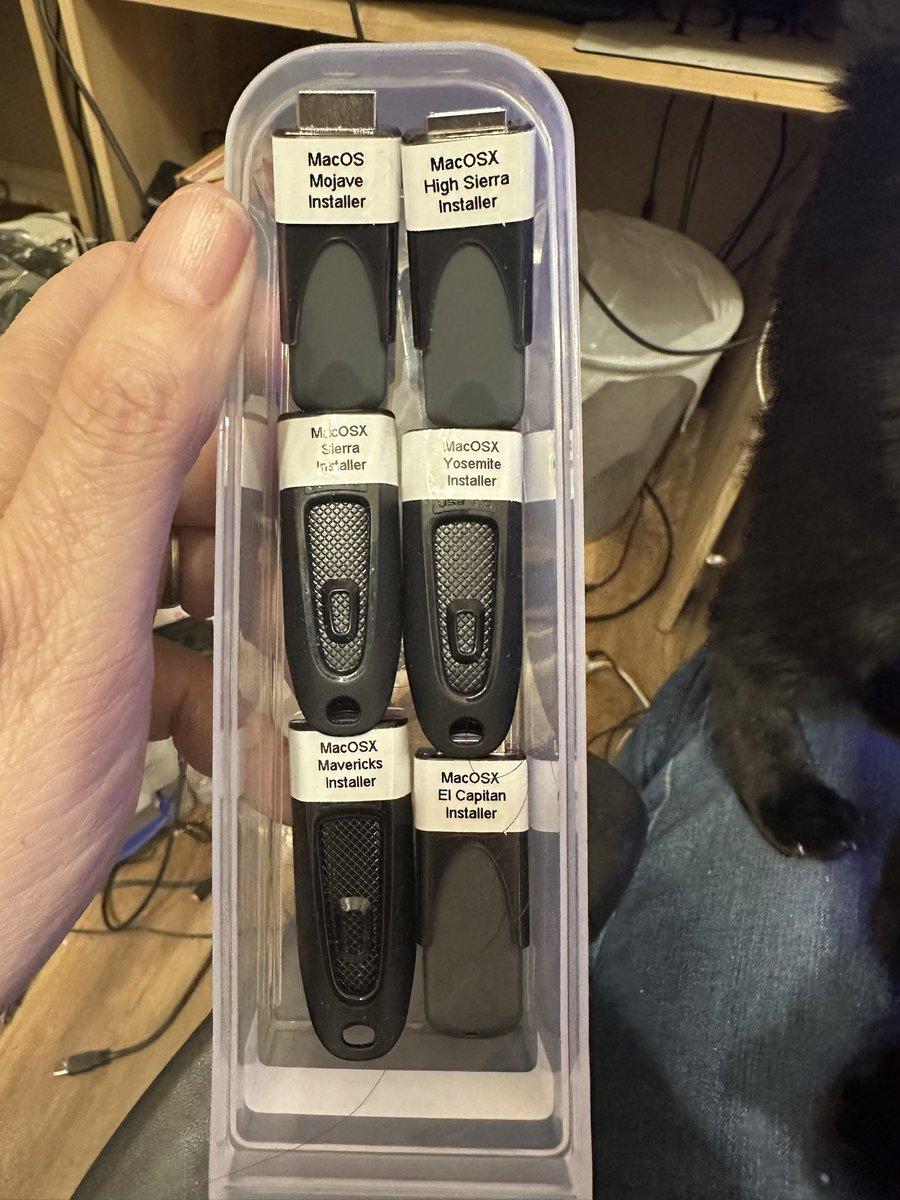 MacOS
Mojave
Installer
MacOSX
High Sierra
Installer
MacOSX
Sierra
Installer
MacOSX
Yosemite
Installer
USB
MacOSX
Mavericks
Installer
MacOSX
El Capitan
Installer